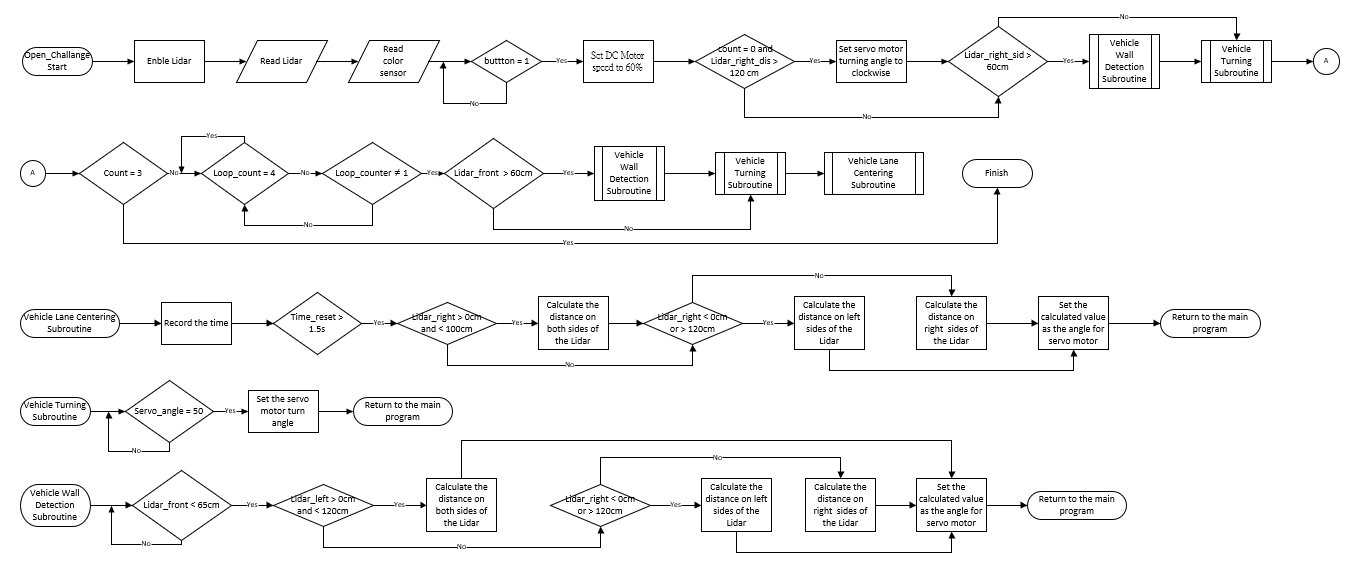 Open_Challange
Start
Enble Lidar
Read Lidar
Read
color
sensor
buttton = 1
Yes
No
Set DC Motor
speed to 60%
count = 0 and
Lidar_right_dis >
120 cm
Yes
No
Set servo motor
turning angle to
clockwise
Lidar_right_sid >
60cm
Yes
No
Vehicle
Wall
Detection
Subroutine
Vehicle
Turning
Subroutine
A
A
Count = 3
No
Yes
Loop_count = 4
Yes
No
Loop_counter ≠ 1
Yes
No
Lidar_front > 60cm
Yes
No
Vehicle
Wall
Detection
Subroutine
Vehicle
Turning
Subroutine
Vehicle Lane
Centering
Subroutine
Finish
Vehicle Lane Centering
Subroutine
Record the time
Time_reset >
1.5s
Yes
Lidar_right > 0cm
and < 100cm
Yes
No
Calculate the
distance on
both sides of
the Lidar
Lidar_right < 0cm
or > 120cm
Yes
No
Calculate the
distance on left
sides of the
Lidar
Calculate the
distance on
right sides of
the Lidar
Set the
calculated value
as the angle for
servo motor
Return to the main
program
Vehicle Turning
Subroutine
Servo_angle = 50
Yes
No
Set the servo
motor turn
angle
Return to the main
program
Vehicle Wall
Detection
Subroutine
Lidar_front < 65cm
Yes
No
Lidar_left > 0cm
and < 120cm
Yes
No
Calculate the
distance on
both sides of
the Lidar
Lidar_right < 0cm
or > 120cm
Yes
No
Calculate the
distance on left
sides of the
Lidar
Calculate the
distance on
right sides of
the Lidar
Set the
calculated value
as the angle for
servo motor
Return to the main
program